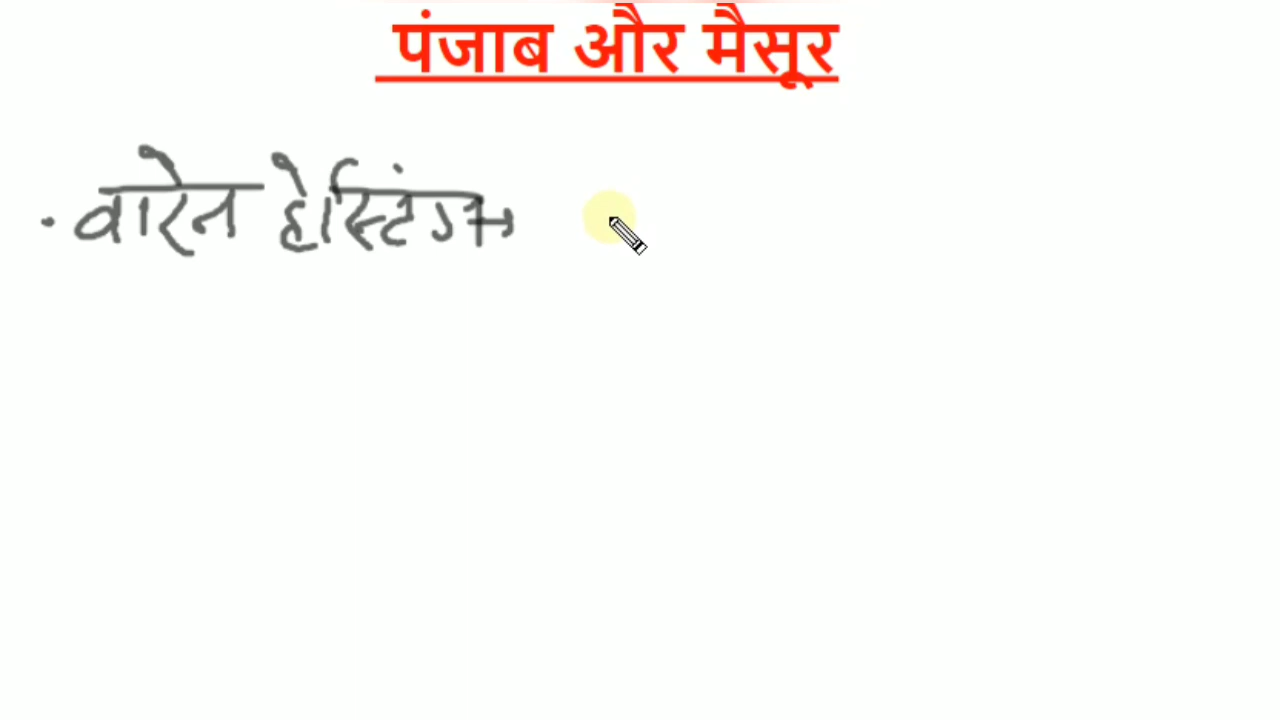 पंजाब और मैसूर
· वारेन हेस्टिंग्ज →